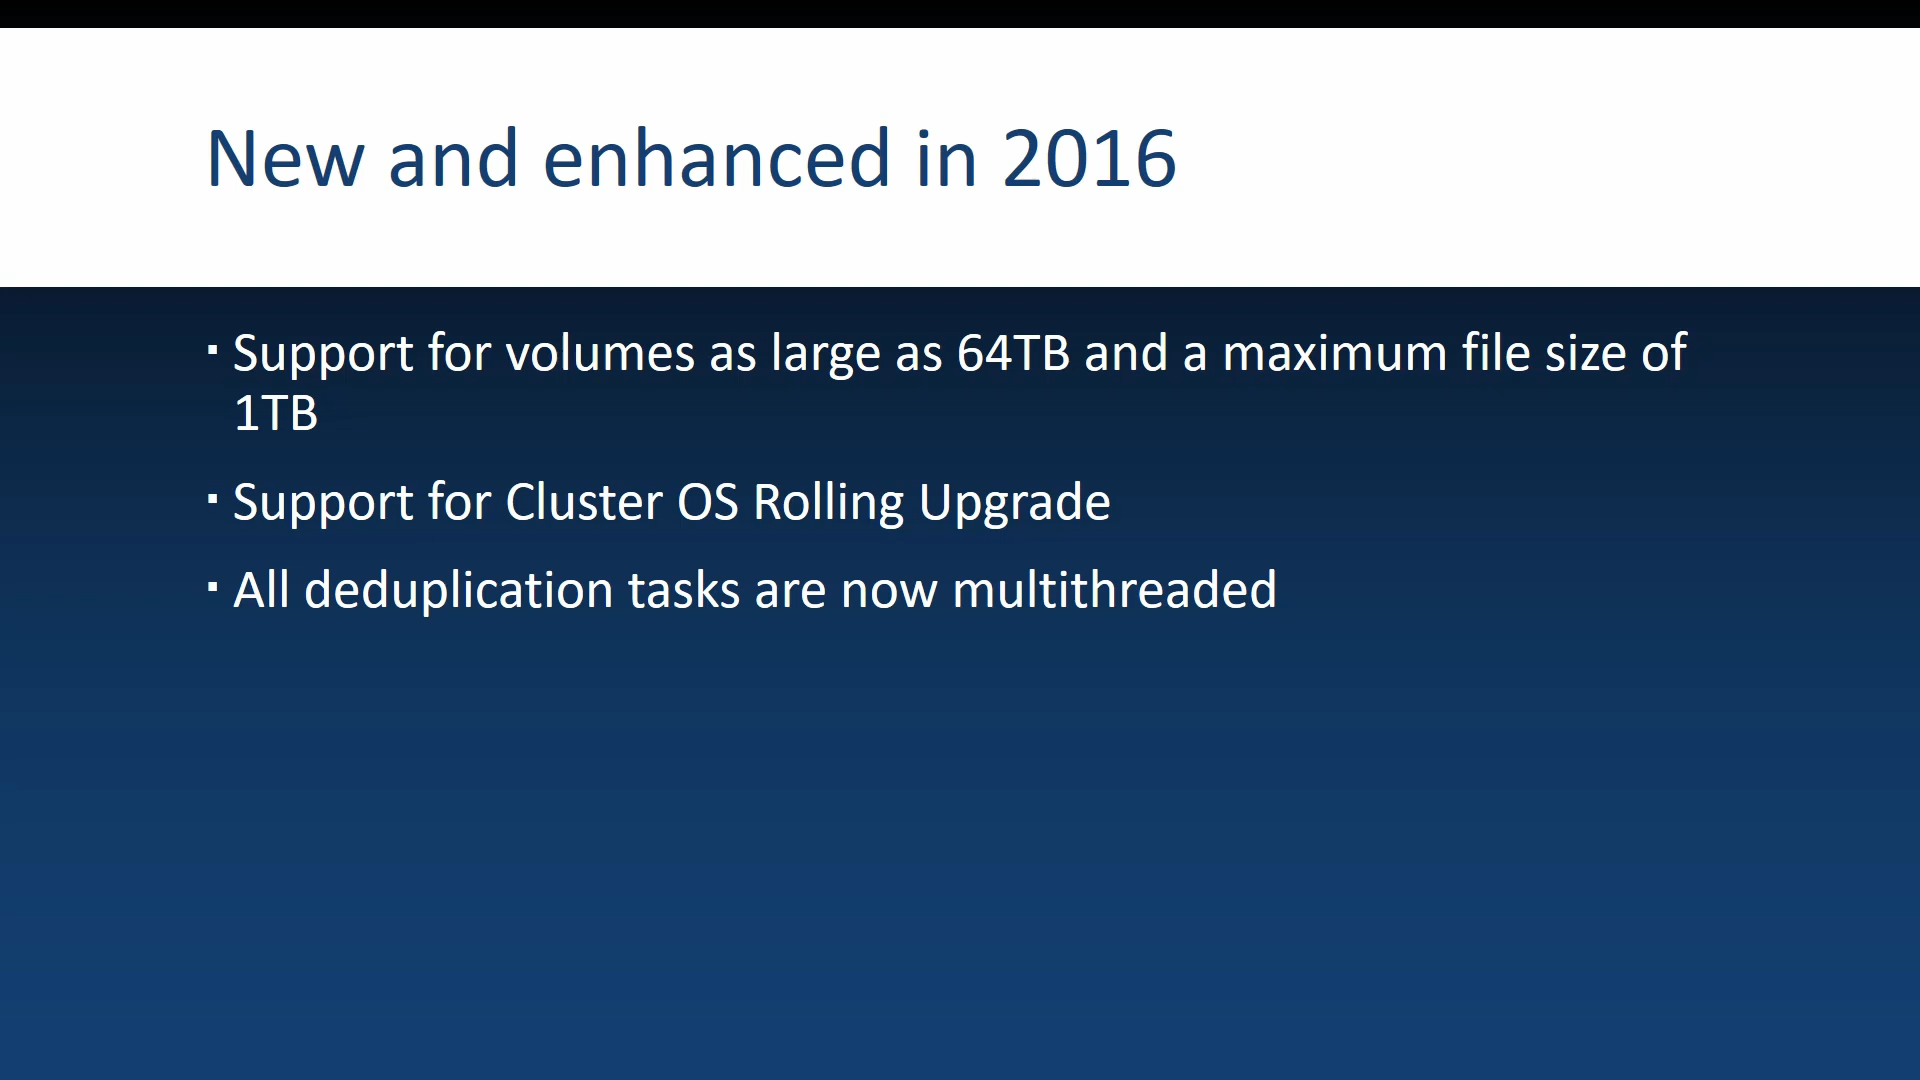 New and enhanced in 2016
▪ Support for volumes as large as 64TB and a maximum file size of
1TB
▪ Support for Cluster OS Rolling Upgrade
▪ All deduplication tasks are now multithreaded